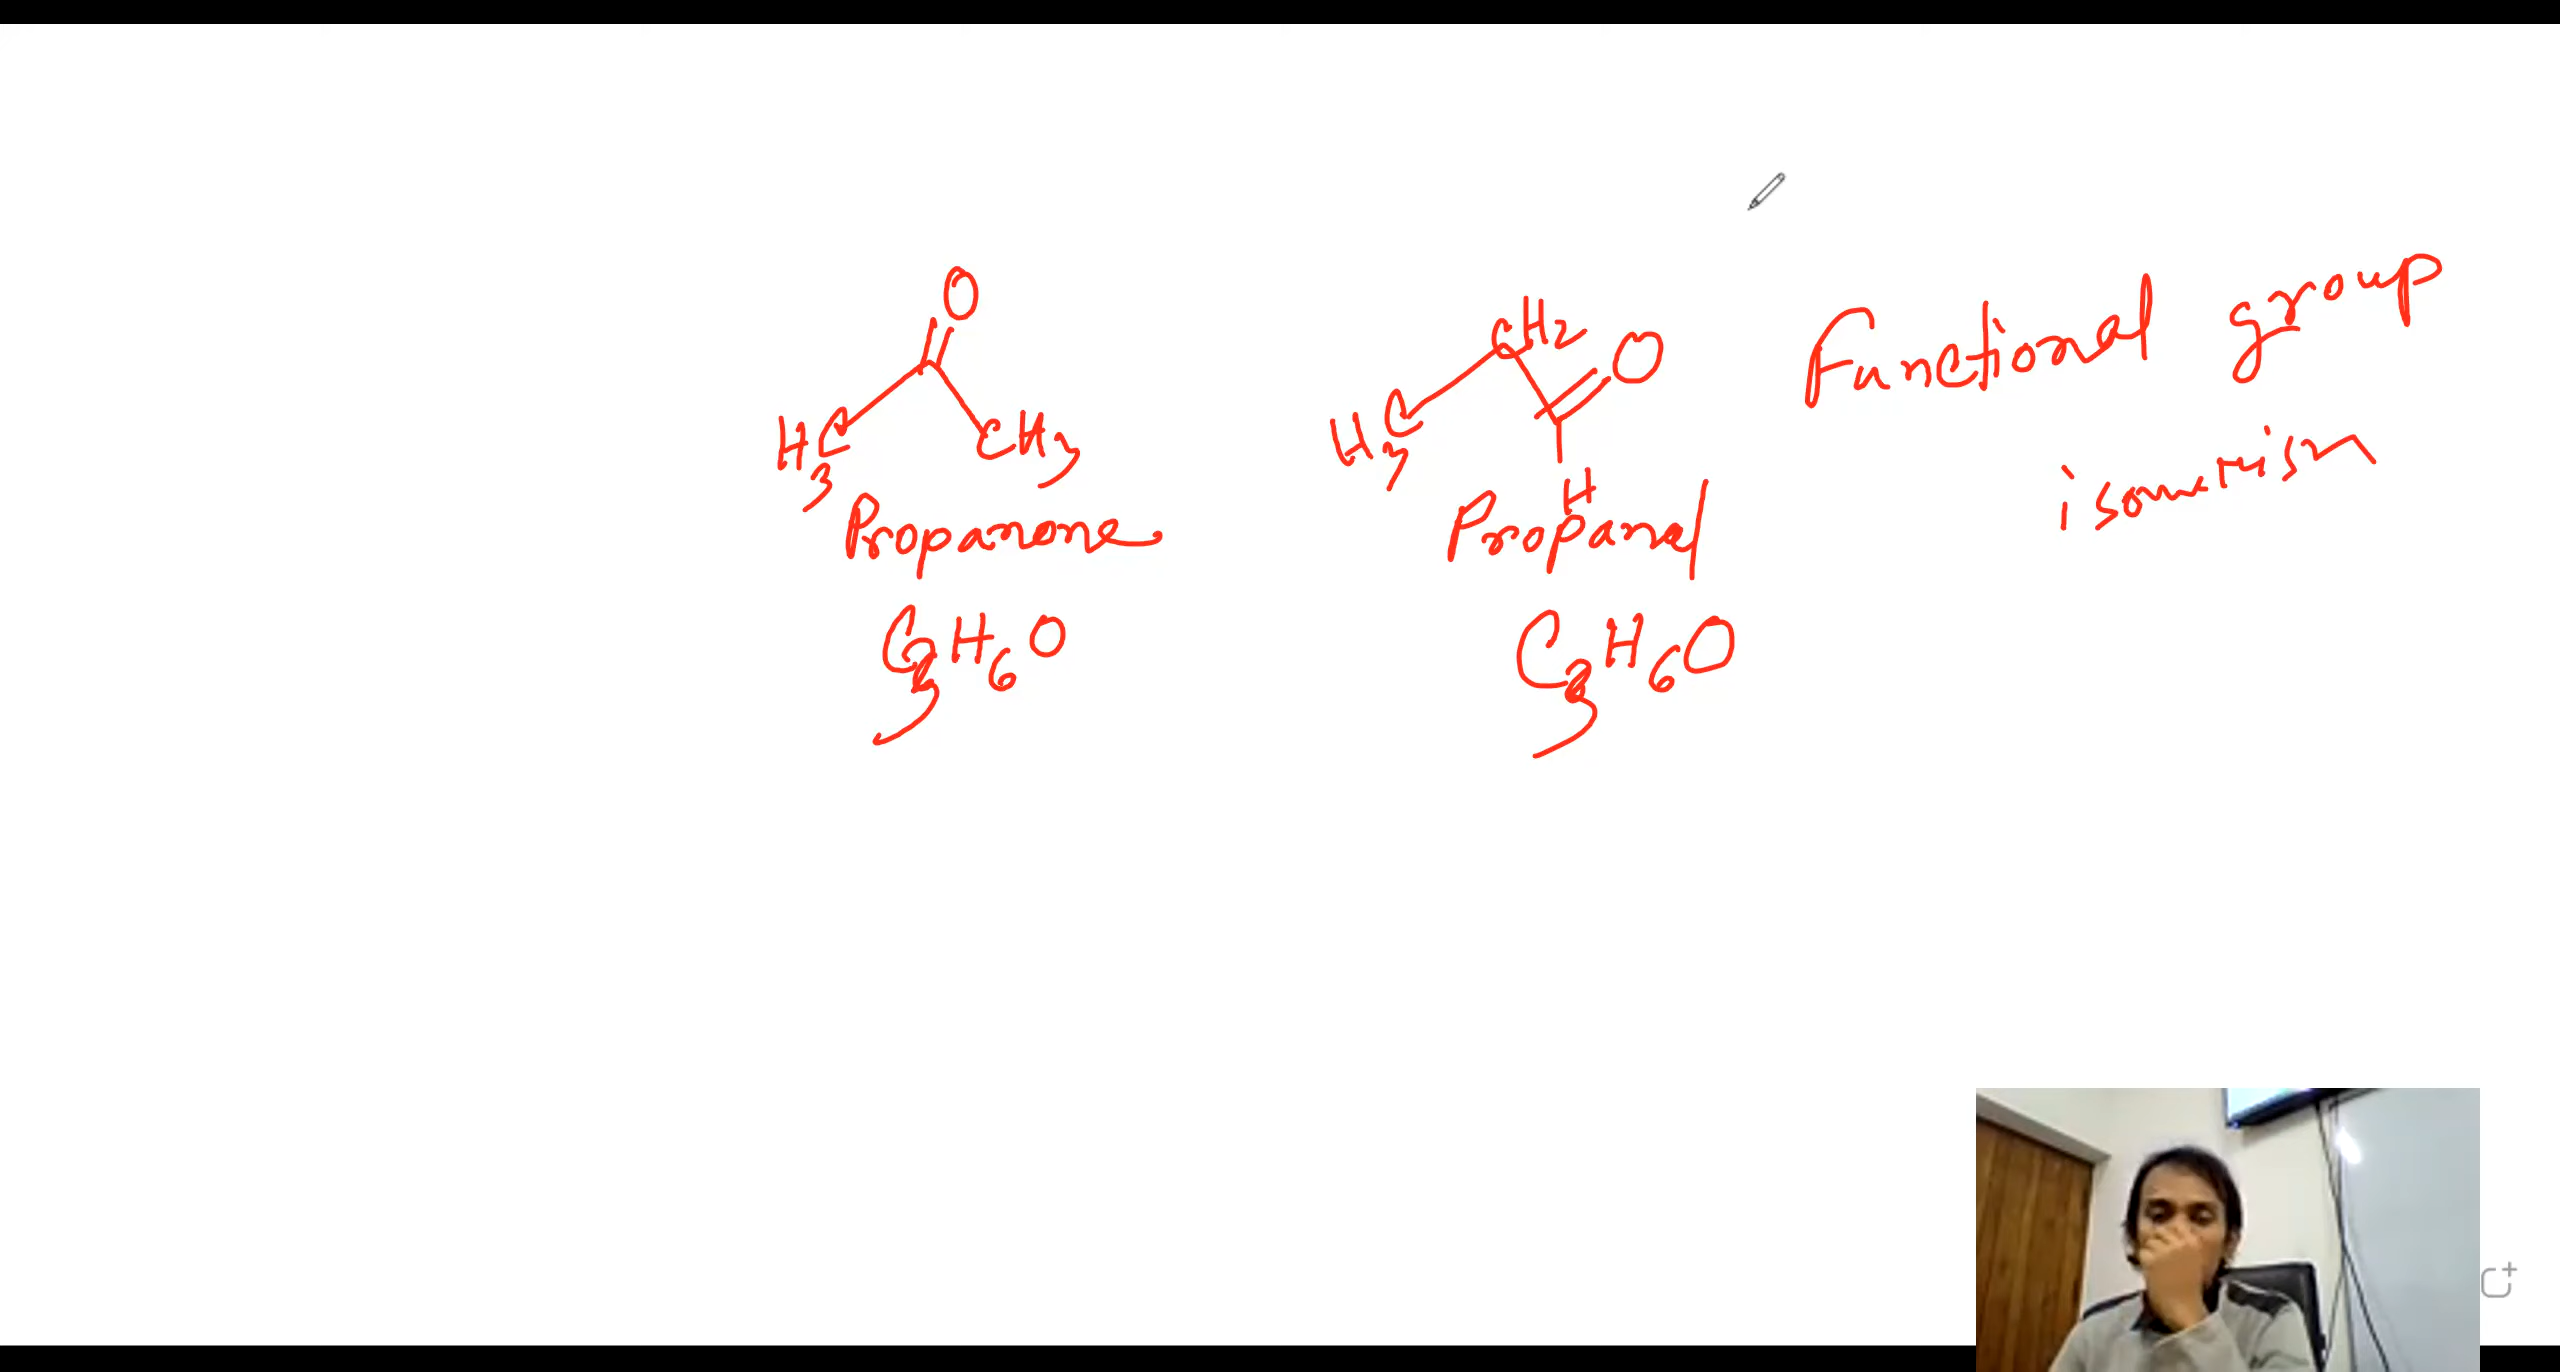 O
H3C CH3
Propanone
C3H6O
CH2 O
H3C
H
Propanal
C3H6O
Functional group
isomerism